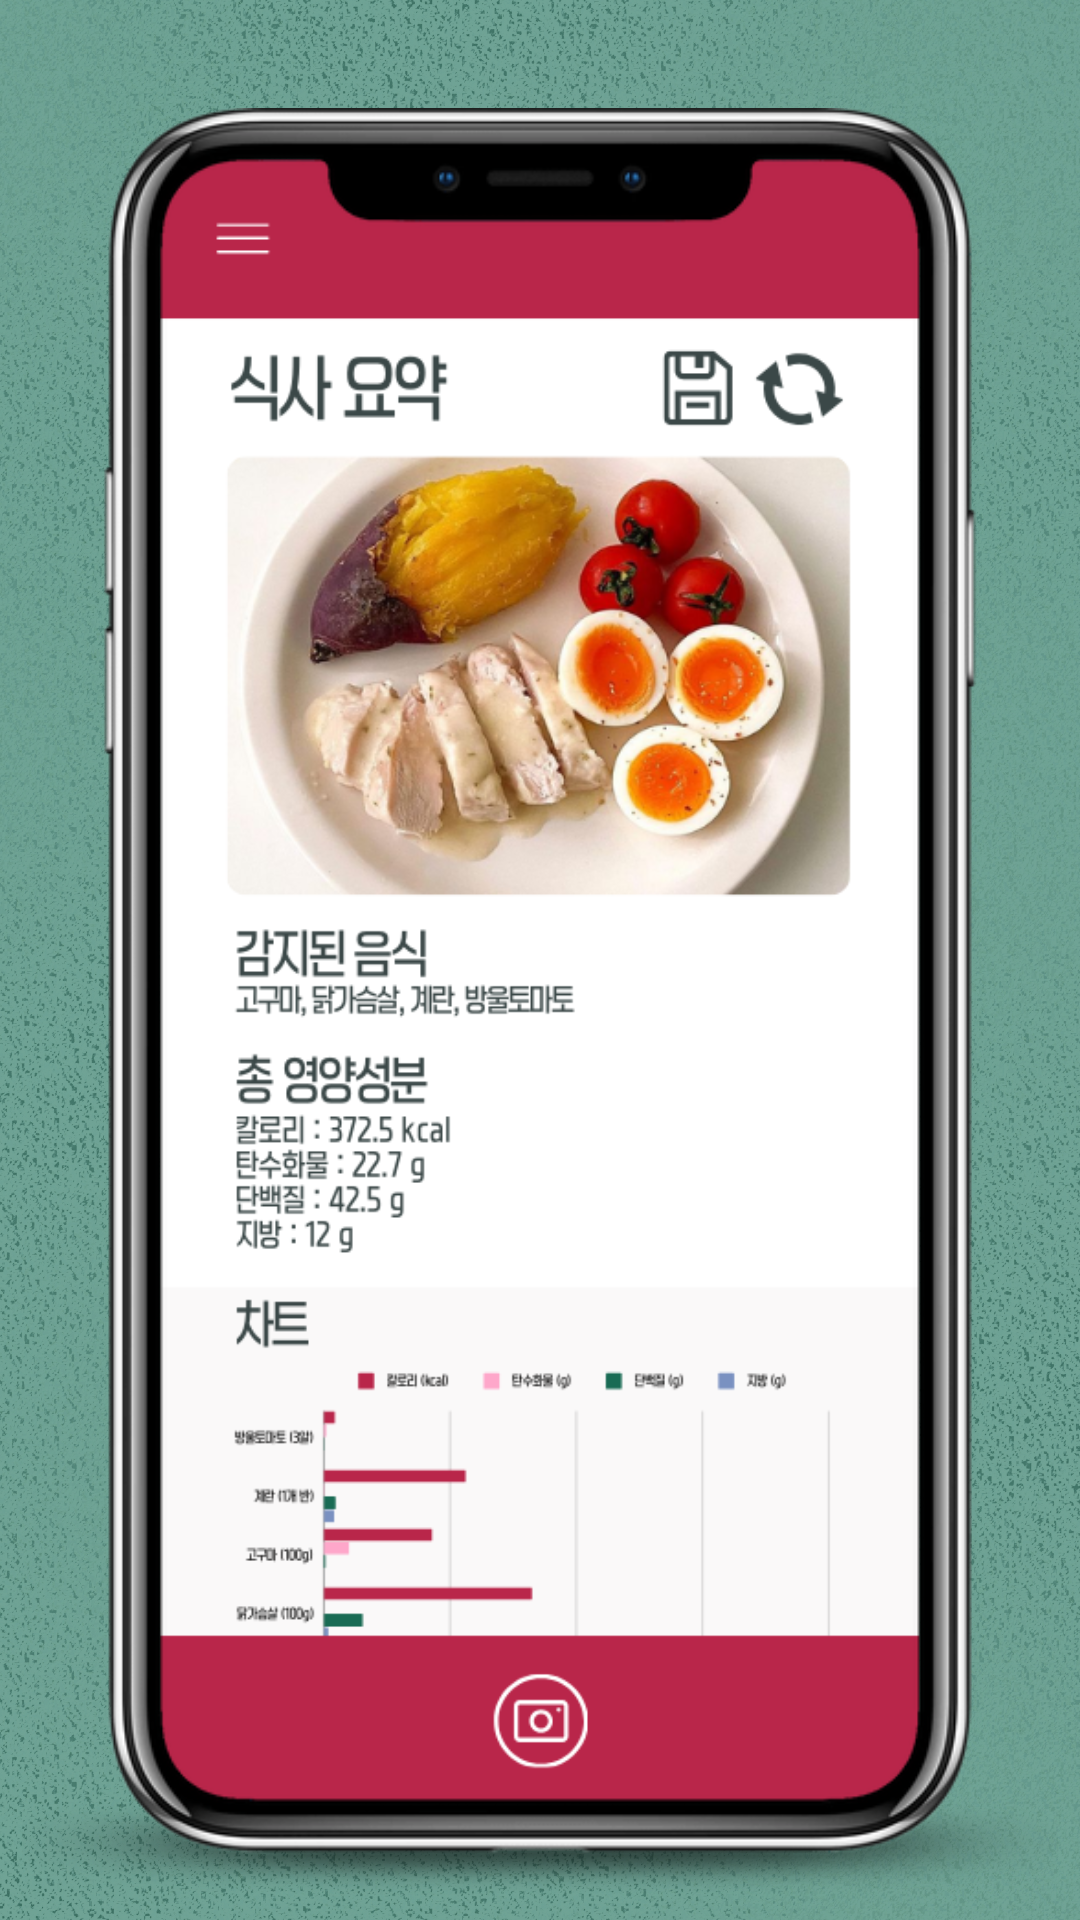 식사 요약
감지된 음식
고구마, 닭가슴살, 계란, 방울토마토
총 영양성분
칼로리 : 372.5 kcal
탄수화물 : 22.7 g
단백질 : 42.5 g
지방 : 12 g
차트
칼로리 (kcal) 탄수화물 (g) 단백질 (g) 지방 (g)
방울토마토 (3알)
계란 (1개 반)
고구마 (100g)
닭가슴살 (100g)